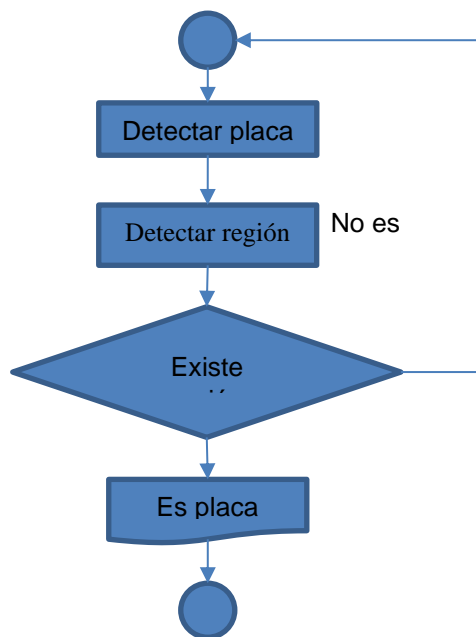 Detectar placa
Detectar región
No es
Existe
Es placa